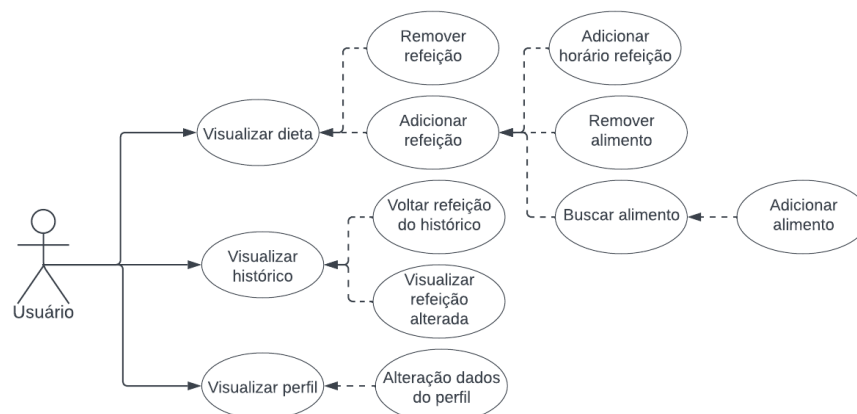 Remover
refeição
Adicionar
horário refeição
Visualizar dieta
Adicionar
refeição
Remover
alimento
Voltar refeição
do histórico
Buscar alimento
Adicionar
alimento
Visualizar
histórico
Visualizar
refeição
alterada
Usuário
Visualizar perfil
Alteração dados
do perfil